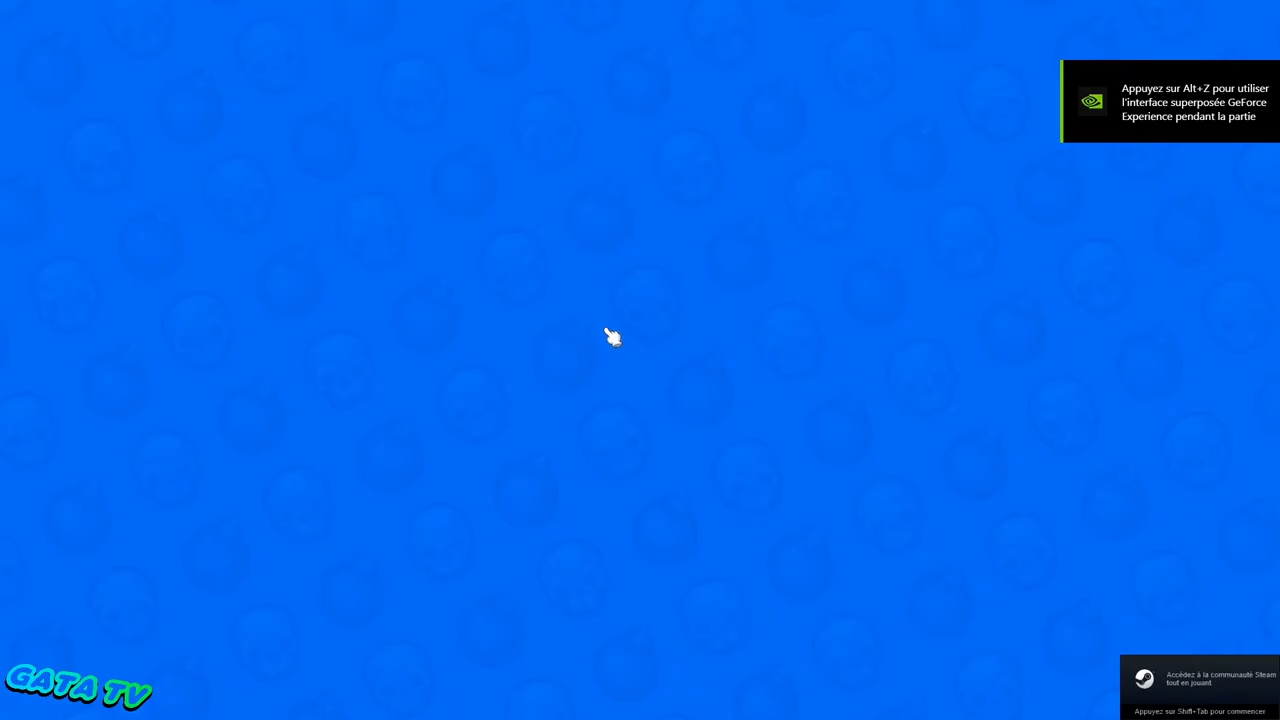 Appuyez sur Alt+Z pour utiliser
l'interface superposée GeForce
Experience pendant la partie
GATA TV
Accédez à la communauté Steam
tout en jouant
Appuyez sur Shift+Tab pour commencer